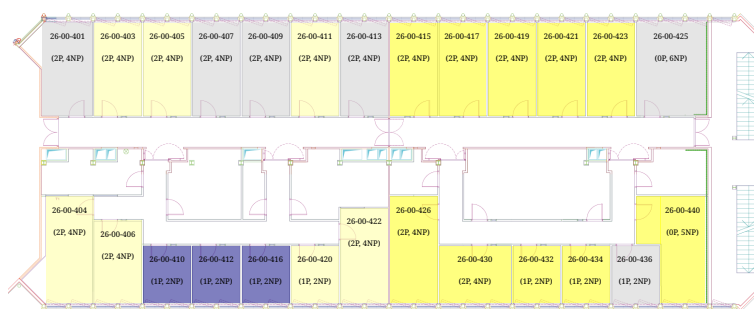 26-00-401
(2P, 4NP)
26-00-403
(2P, 4NP)
26-00-405
(2P, 4NP)
26-00-407
(2P, 4NP)
26-00-409
(2P, 4NP)
26-00-411
(2P, 4NP)
26-00-413
(2P, 4NP)
26-00-415
(2P, 4NP)
26-00-417
(2P, 4NP)
26-00-419
(2P, 4NP)
26-00-421
(2P, 4NP)
26-00-423
(2P, 4NP)
26-00-425
(0P, 6NP)
26-00-404
(2P, 4NP)
26-00-406
(2P, 4NP)
26-00-410
(1P, 2NP)
26-00-412
(1P, 2NP)
26-00-416
(1P, 2NP)
26-00-420
(1P, 2NP)
26-00-422
(2P, 4NP)
26-00-426
(2P, 4NP)
26-00-430
(2P, 4NP)
26-00-432
(1P, 2NP)
26-00-434
(1P, 2NP)
26-00-436
(1P, 2NP)
26-00-440
(0P, 5NP)